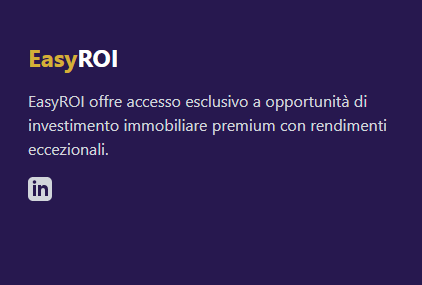 EasyROI
EasyROI offre accesso esclusivo a opportunità di
investimento immobiliare premium con rendimenti
eccezionali.
in